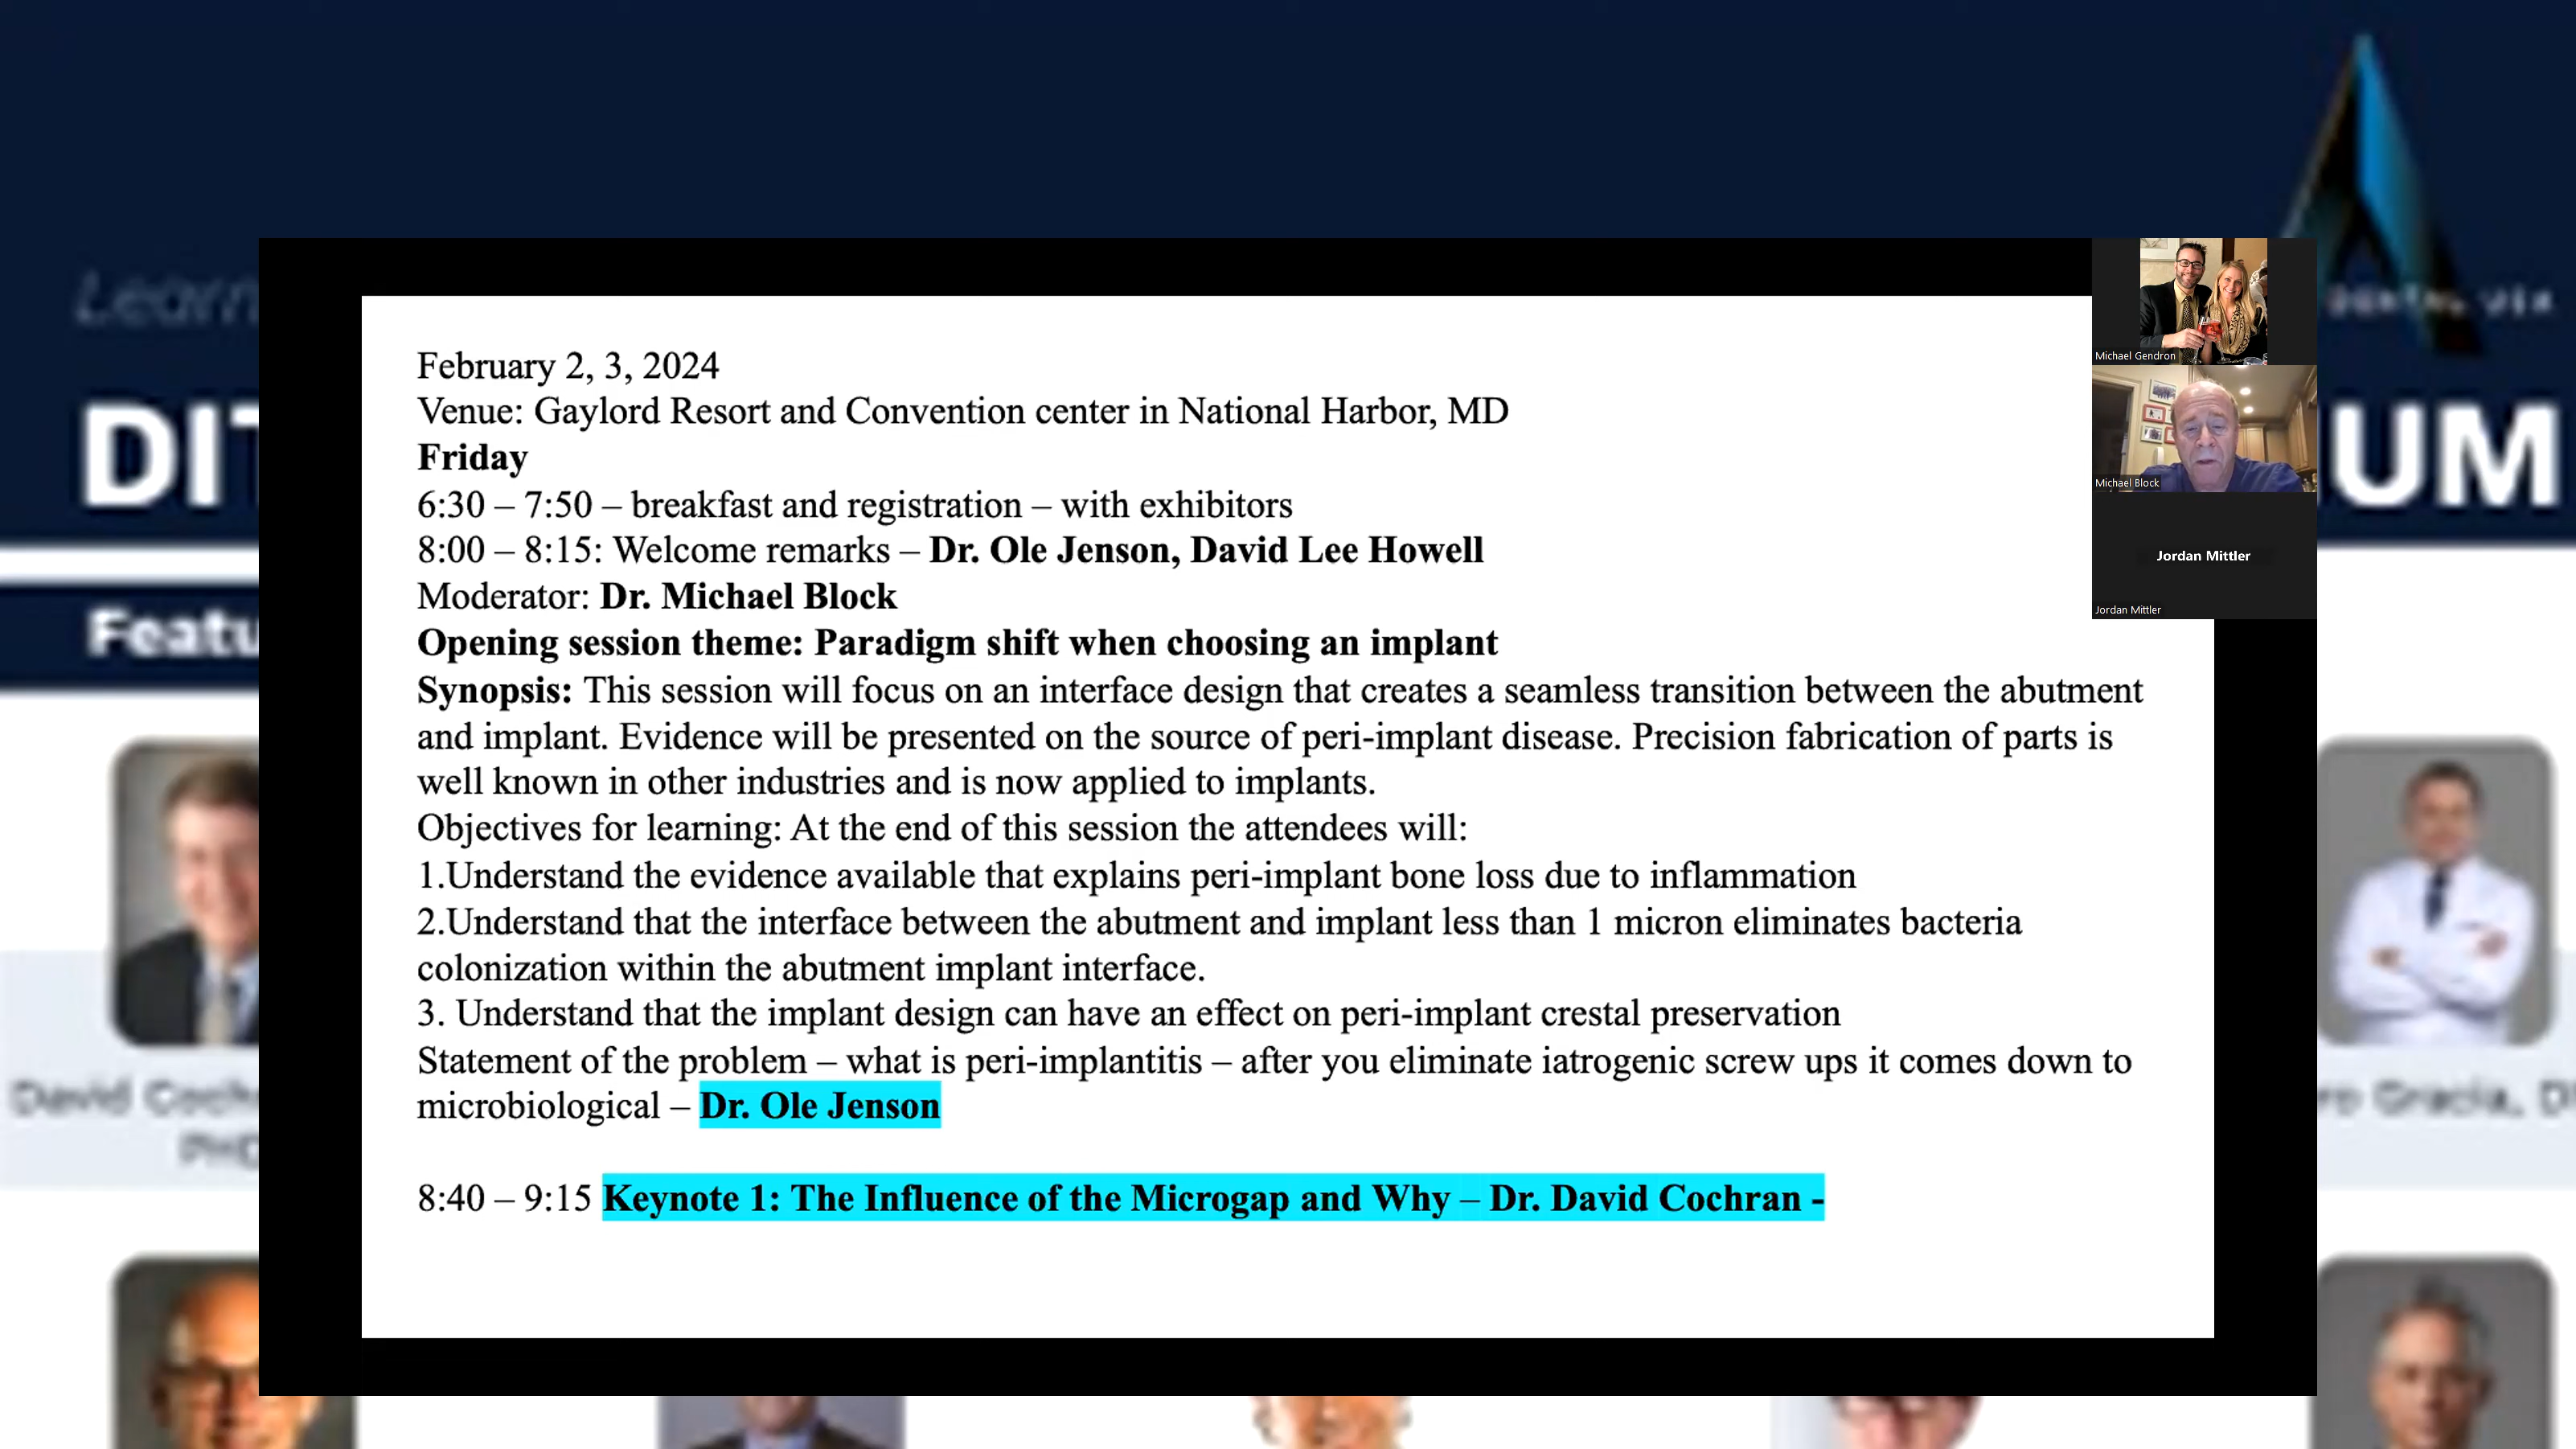 Learn
DENTAL USA
DIT
UM
Featu
February 2, 3, 2024
Venue: Gaylord Resort and Convention center in National Harbor, MD
Friday
6:30 – 7:50 – breakfast and registration – with exhibitors
8:00 – 8:15: Welcome remarks – Dr. Ole Jenson, David Lee Howell
Moderator: Dr. Michael Block
Opening session theme: Paradigm shift when choosing an implant
Synopsis: This session will focus on an interface design that creates a seamless transition between the abutment
and implant. Evidence will be presented on the source of peri-implant disease. Precision fabrication of parts is
well known in other industries and is now applied to implants.
Objectives for learning: At the end of this session the attendees will:
1.Understand the evidence available that explains peri-implant bone loss due to inflammation
2.Understand that the interface between the abutment and implant less than 1 micron eliminates bacteria
colonization within the abutment implant interface.
3. Understand that the implant design can have an effect on peri-implant crestal preservation
Statement of the problem – what is peri-implantitis – after you eliminate iatrogenic screw ups it comes down to
microbiological – Dr. Ole Jenson
8:40 – 9:15 Keynote 1: The Influence of the Microgap and Why – Dr. David Cochran -
Michael Gendron
Michael Block
Jordan Mittler
Jordan Mittler
David Coch
PHD
ro Gracia, D